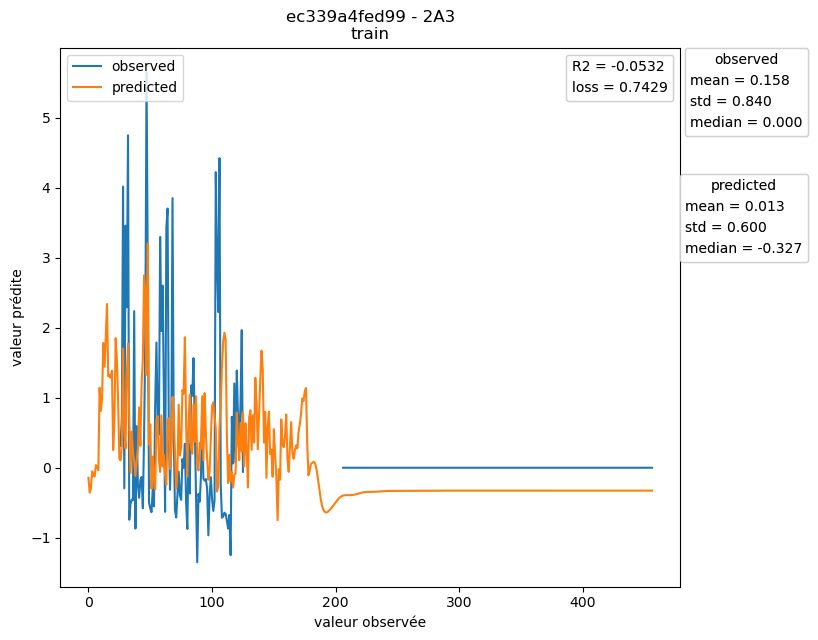 ec339a4fed99 - 2A3
train
observed
predicted
R2 = -0.0532
loss = 0.7429
observed
mean = 0.158
std = 0.840
median = 0.000
predicted
mean = 0.013
std = 0.600
median = -0.327
5
4
3
2
1
0
−1
valeur prédite
0
100
200
300
400
valeur observée